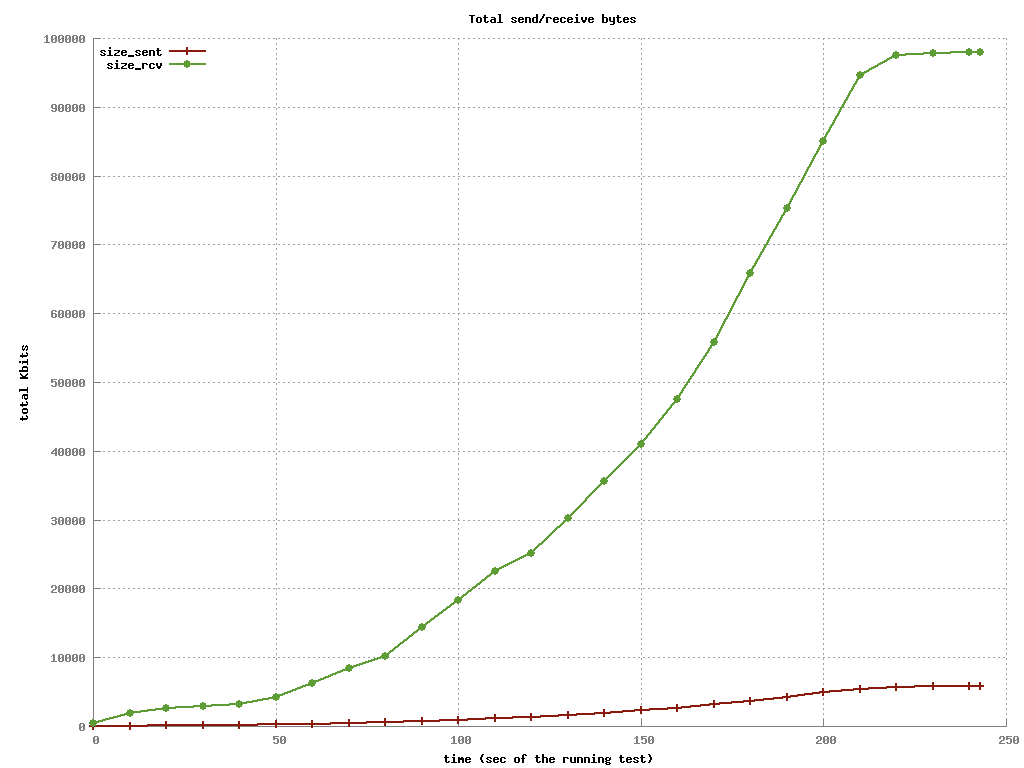 Total send/receive bytes
size_sent
size_rcv
100000
90000
80000
70000
60000
50000
40000
30000
20000
10000
0
total Kbits
0 50 100 150 200 250
time (sec of the running test)